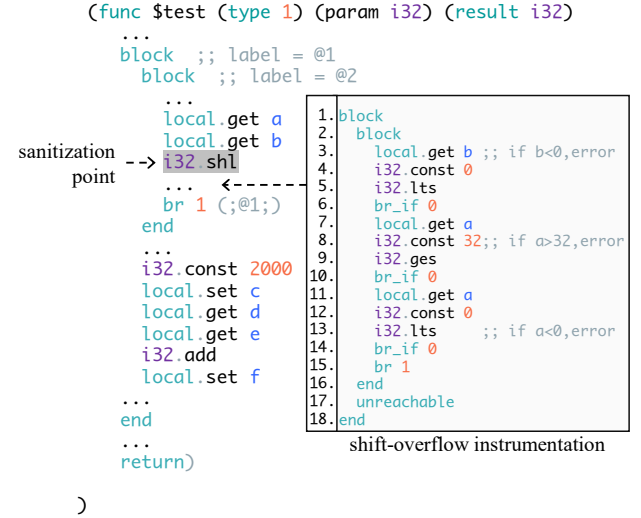 (func $test (type 1) (param i32) (result i32)
...
block ;; label = @1
block ;; label = @2
...
local.get a
local.get b
sanitization point
i32.shl
...
br 1 (;@1;)
end
...
i32.const 2000
local.set c
local.get d
local.get e
i32.add
local.set f
...
end
...
return)
)
1. block
2. block
3. local.get b ;; if b<0,error
4. i32.const 0
5. i32.lts
6. br_if 0
7. local.get a
8. i32.const 32;; if a>32,error
9. i32.ges
10. br_if 0
11. local.get a
12. i32.const 0
13. i32.lts ;; if a<0,error
14. br_if 0
15. br 1
16. end
17. unreachable
18. end
shift-overflow instrumentation